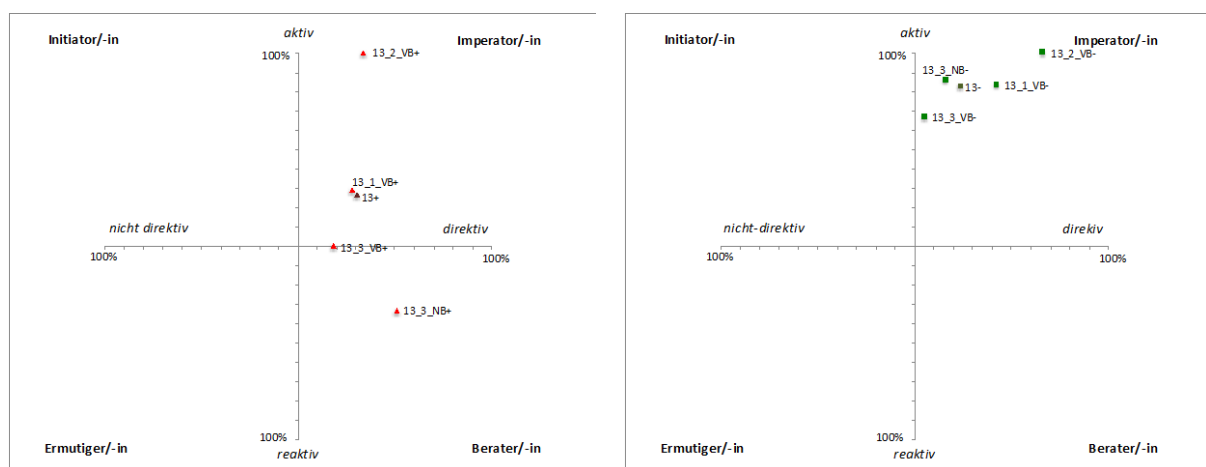 aktiv
Initiator/-in
Imperator/-in
100%
13_2_VB+
13_1_VB+
13+
nicht direktiv
direktiv
13_3_VB+
100%
100%
13_3_NB+
100%
Ermutiger/-in
Berater/-in
reaktiv
aktiv
Initiator/-in
Imperator/-in
100%
13_2_VB-
13_3_NB-
13-
13_1_VB-
13_3_VB-
nicht-direktiv
direkiv
100%
100%
100%
Ermutiger/-in
Berater/-in
reaktiv